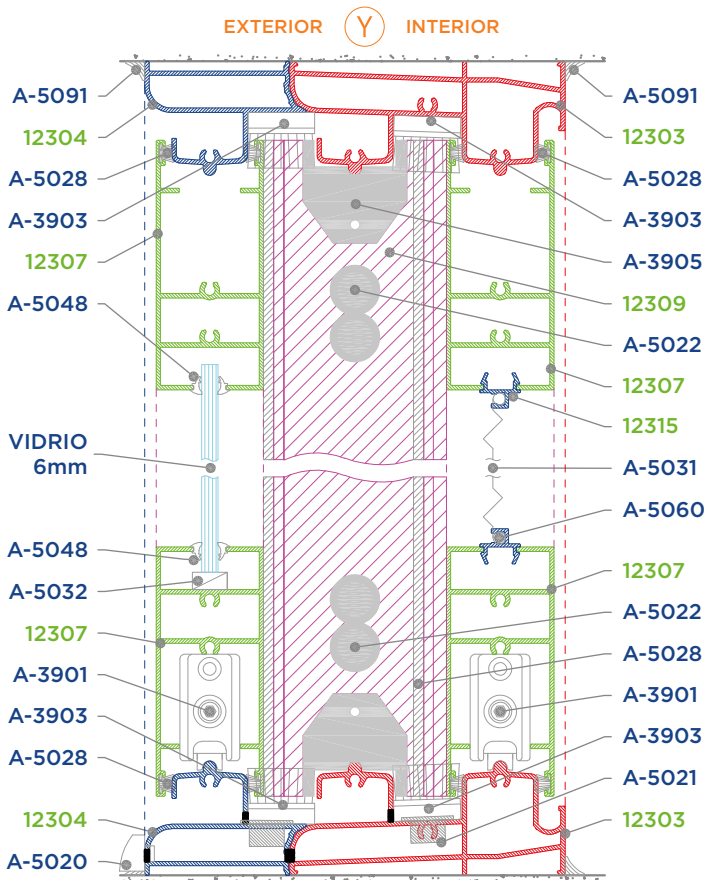 EXTERIOR Y INTERIOR
A-5091
12304
A-5028
A-3903
12307
A-5048
VIDRIO
6mm
A-5048
A-5032
12307
A-3901
A-3903
A-5028
12304
A-5020
A-5091
12303
A-5028
A-3903
A-3905
12309
A-5022
12307
12315
A-5031
A-5060
12307
A-5022
A-5028
A-3901
A-3903
A-5021
12303